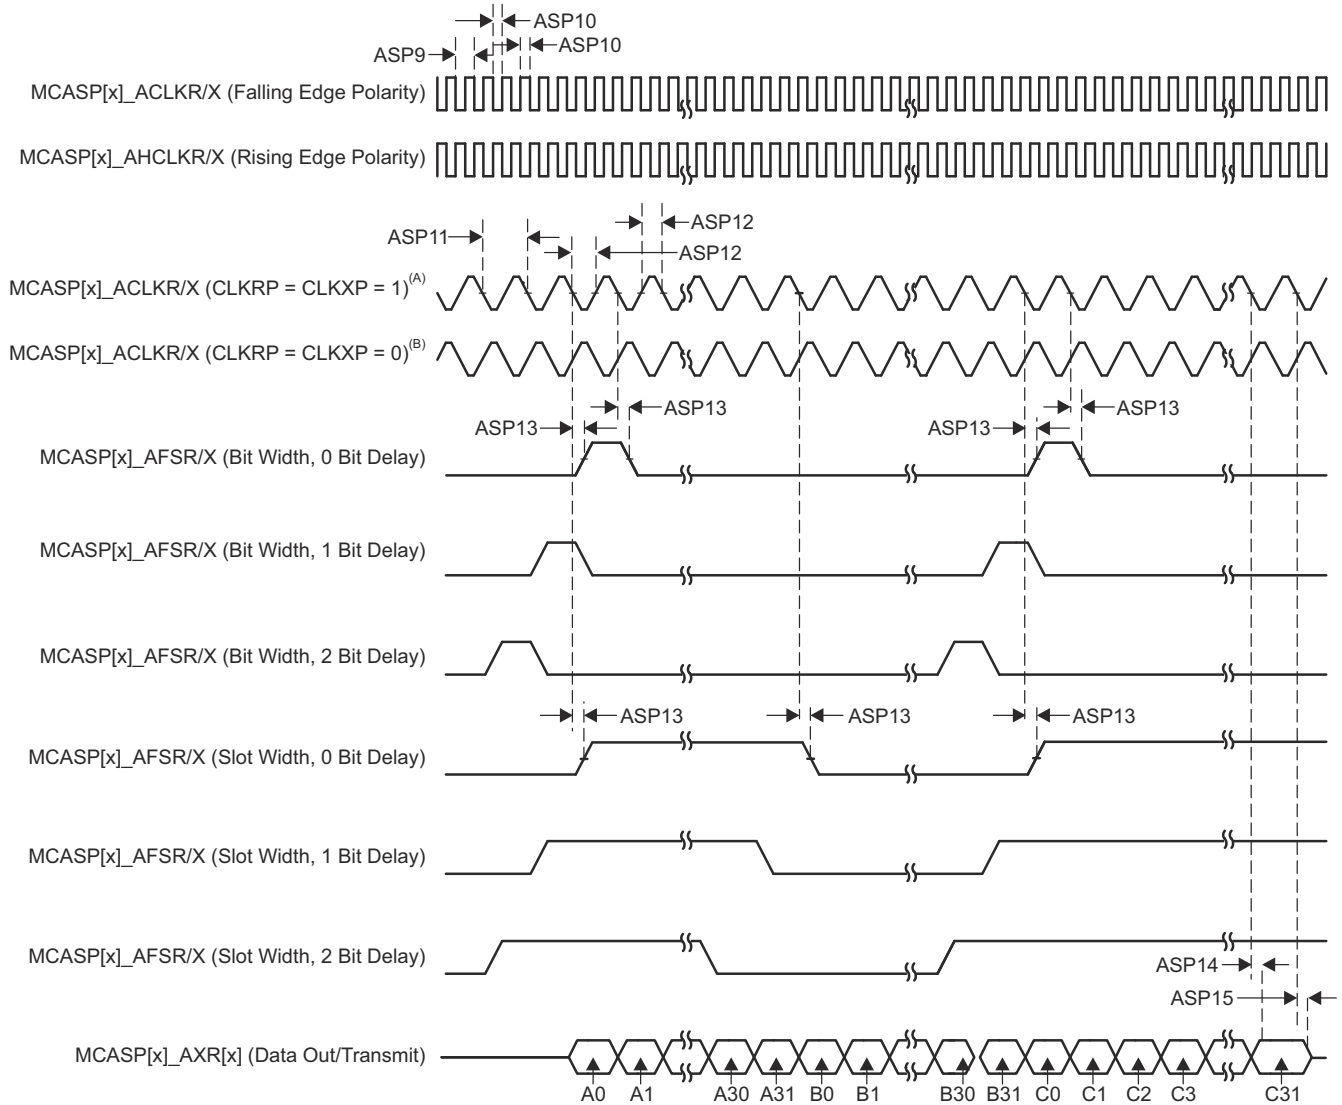 ASP10
ASP9
ASP10
MCASP[x]_ACLKR/X (Falling Edge Polarity)
MCASP[x]_AHCLKR/X (Rising Edge Polarity)
ASP12
ASP11
ASP12
MCASP[x]_ACLKR/X (CLKRP = CLKXP = 1)(A)
MCASP[x]_ACLKR/X (CLKRP = CLKXP = 0)(B)
ASP13 ASP13
ASP13 ASP13
MCASP[x]_AFSR/X (Bit Width, 0 Bit Delay)
MCASP[x]_AFSR/X (Bit Width, 1 Bit Delay)
MCASP[x]_AFSR/X (Bit Width, 2 Bit Delay)
ASP13 ASP13 ASP13
MCASP[x]_AFSR/X (Slot Width, 0 Bit Delay)
MCASP[x]_AFSR/X (Slot Width, 1 Bit Delay)
MCASP[x]_AFSR/X (Slot Width, 2 Bit Delay)
ASP14
ASP15
MCASP[x]_AXR[x] (Data Out/Transmit)
A0 A1 A30 A31 B0 B1 B30 B31 C0 C1 C2 C3 C31